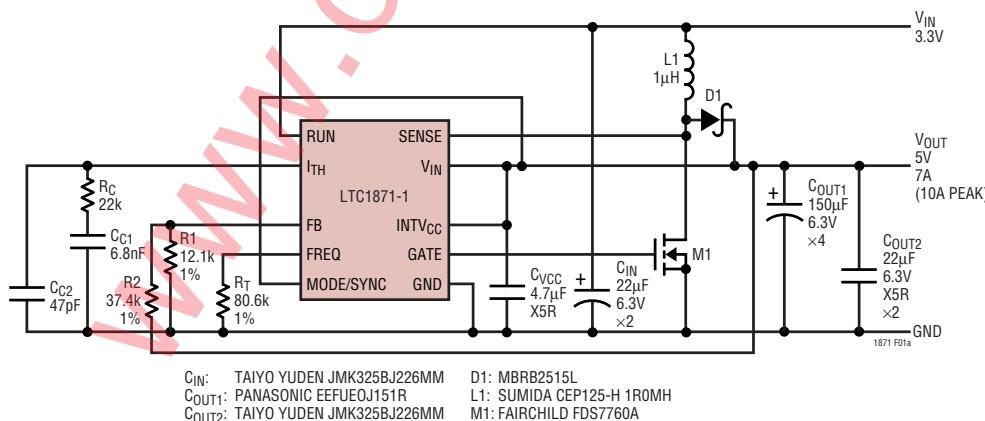 VIN
3.3V
L1
1µH
D1
RUN
SENSE
VOUT
5V
7A
(10A PEAK)
ITH
VIN
LTC1871-1
RC
22k
CC1
6.8nF
FB
INTVCC
R1
12.1k
1%
FREQ
GATE
MODE/SYNC
GND
R2
37.4k
1%
RT
80.6k
1%
CC2
47pF
CVCC
4.7µF
X5R
+
CIN
22µF
6.3V
×2
M1
+
COUT1
150µF
6.3V
×4
COUT2
22µF
6.3V
X5R
×2
GND
1871 F01a
CIN: TAIYO YUDEN JMK325BJ226MM
COUT1: PANASONIC EEFUEOJ151R
COUT2: TAIYO YUDEN JMK325BJ226MM
D1: MBRB2515L
L1: SUMIDA CEP125-H 1R0MH
M1: FAIRCHILD FDS7760A
www.